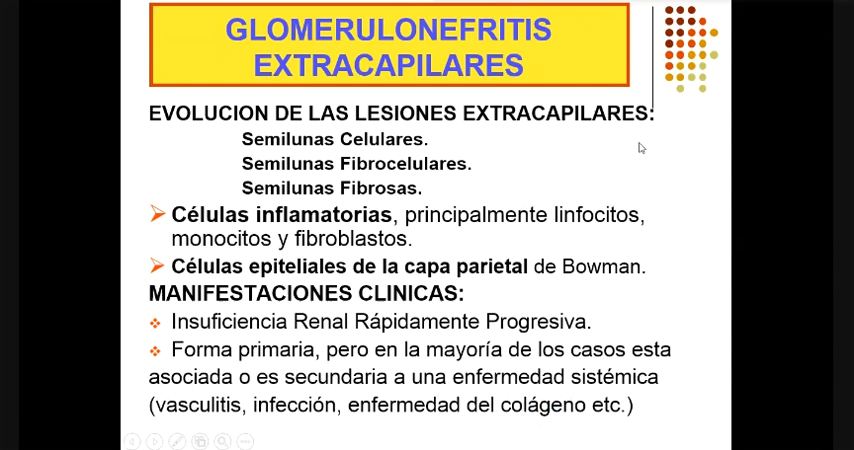 GLOMERULONEFRITIS
EXTRACAPILARES
EVOLUCION DE LAS LESIONES EXTRACAPILARES:
Semilunas Celulares.
Semilunas Fibrocelulares.
Semilunas Fibrosas.
Células inflamatorias, principalmente linfocitos,
monocitos y fibroblastos.
Células epiteliales de la capa parietal de Bowman.
MANIFESTACIONES CLINICAS:
Insuficiencia Renal Rápidamente Progresiva.
Forma primaria, pero en la mayoría de los casos esta
asociada o es secundaria a una enfermedad sistémica
(vasculitis, infección, enfermedad del colágeno etc.)